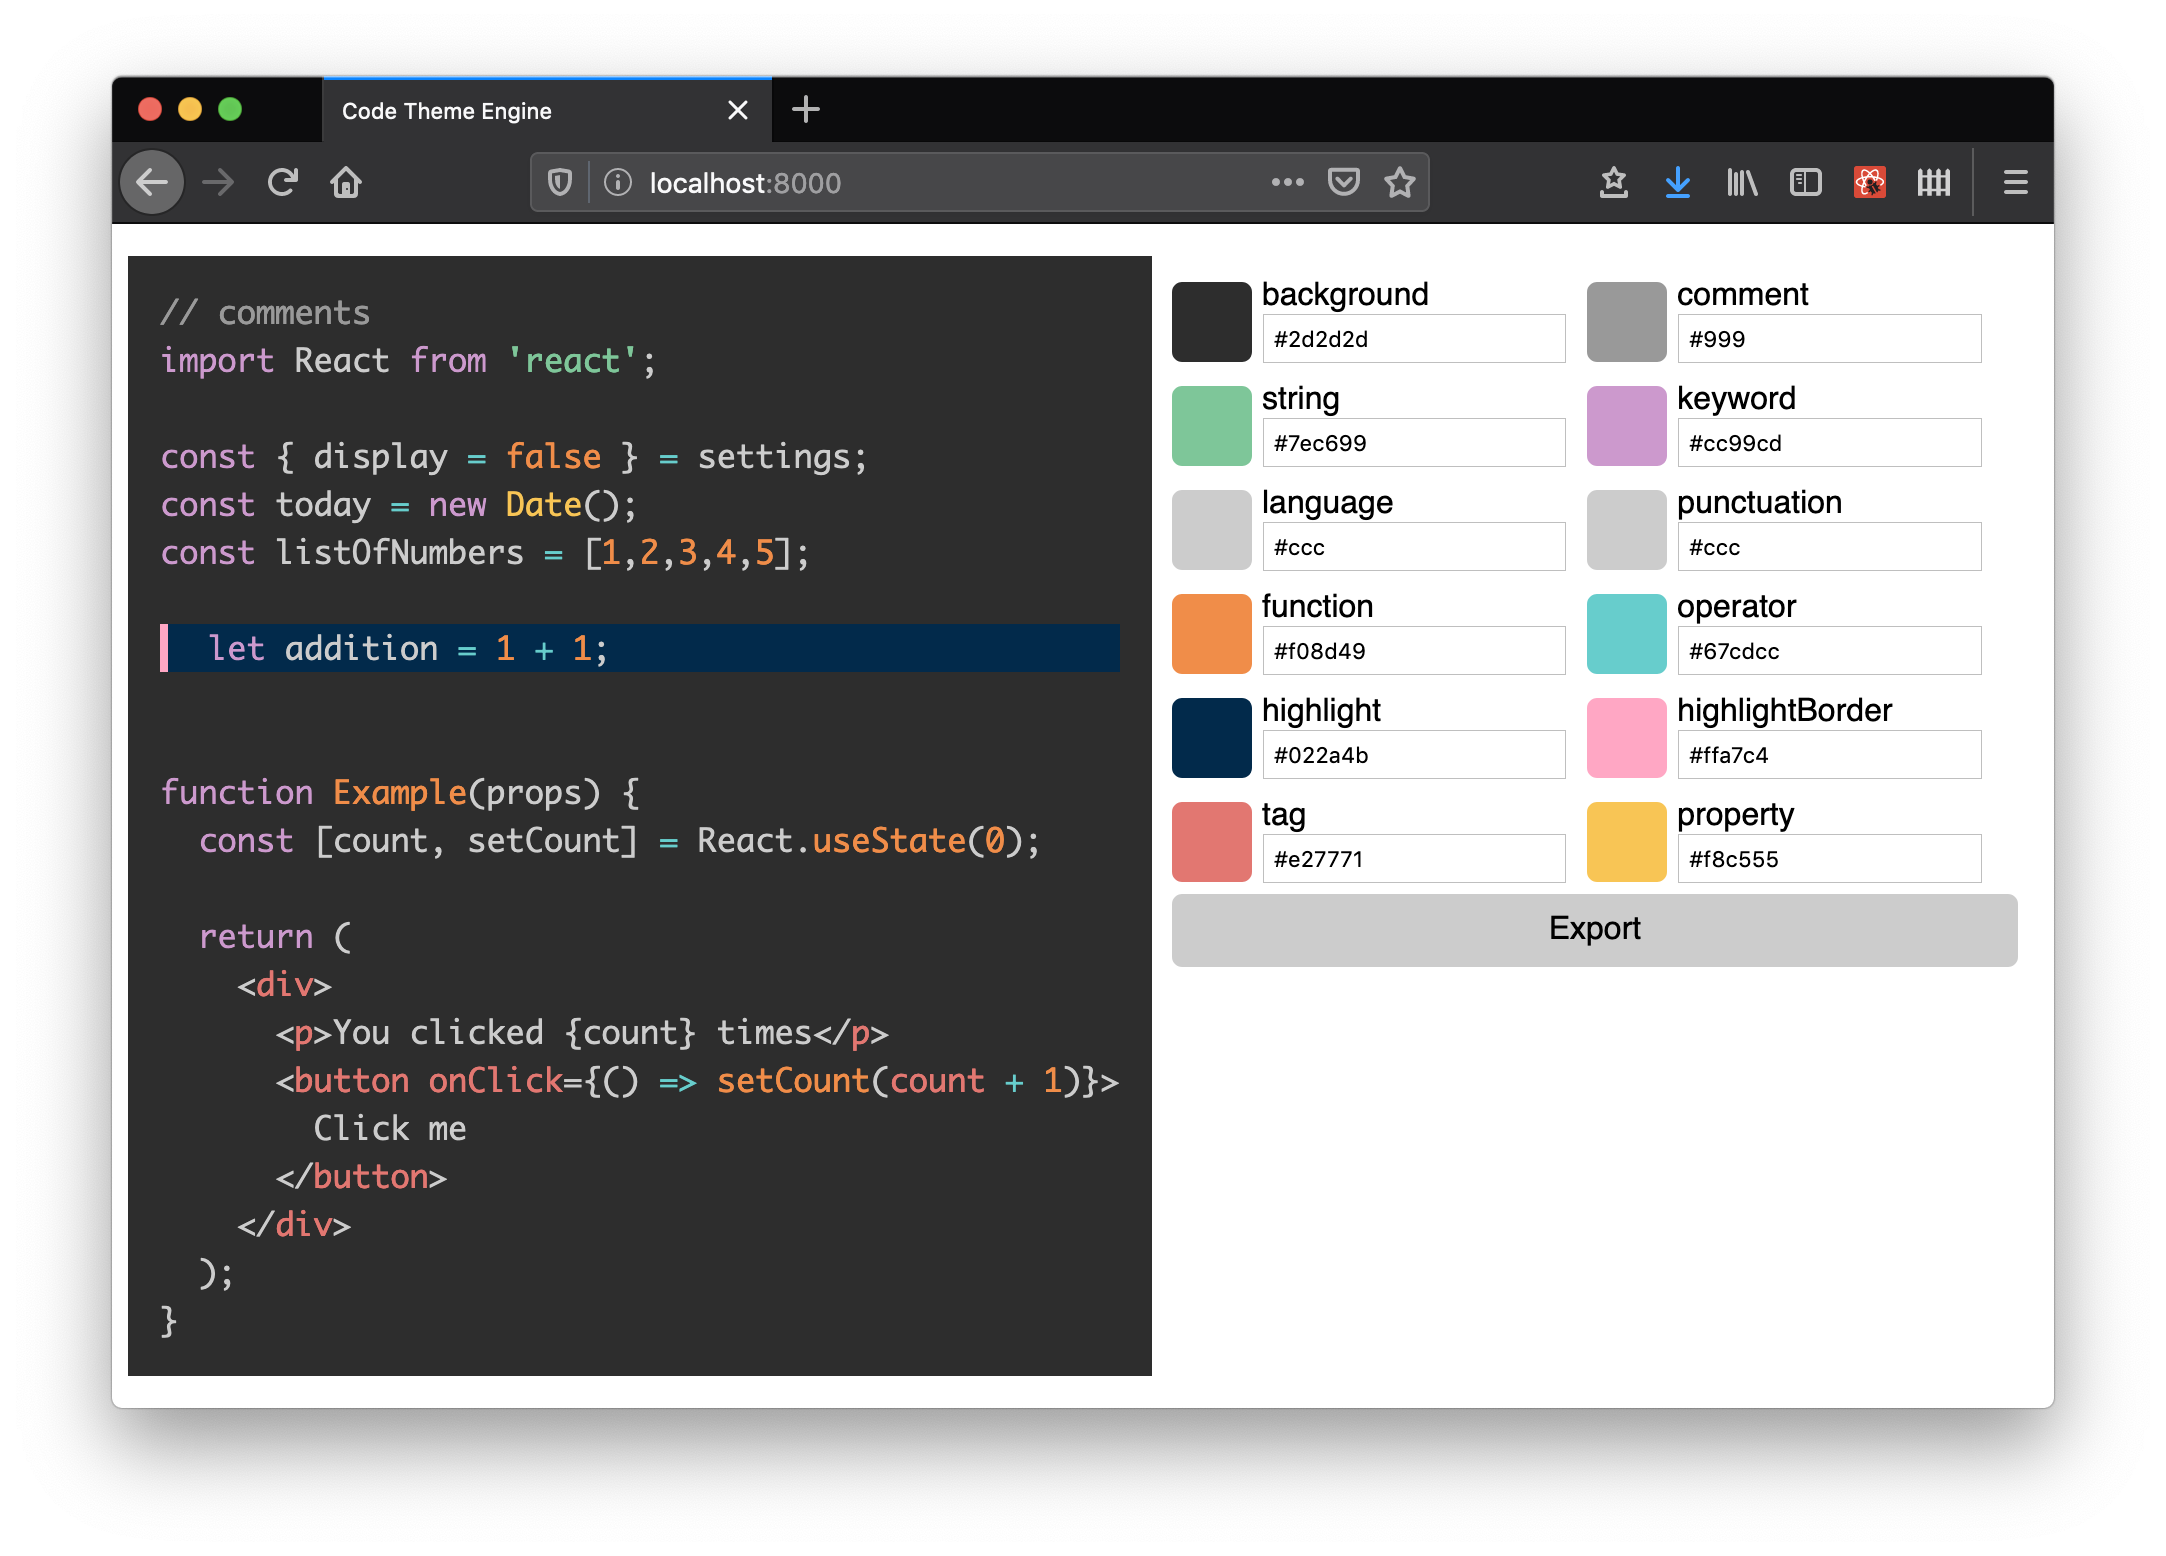 Code Theme Engine
localhost:8000
// comments
import React from 'react';
const { display = false } = settings;
const today = new Date();
const listOfNumbers = [1,2,3,4,5];
let addition = 1 + 1;
function Example(props) {
const [count, setCount] = React.useState(0);
return (
<div>
<p>You clicked {count} times</p>
<button onClick={() => setCount(count + 1)}>
Click me
</button>
</div>
);
}
background
#2d2d2d
comment
#999
string
#7ec699
keyword
#cc99cd
language
#ccc
punctuation
#ccc
function
#f08d49
operator
#67cdcc
highlight
#022a4b
highlightBorder
#ffa7c4
tag
#e27771
property
#f8c555
Export